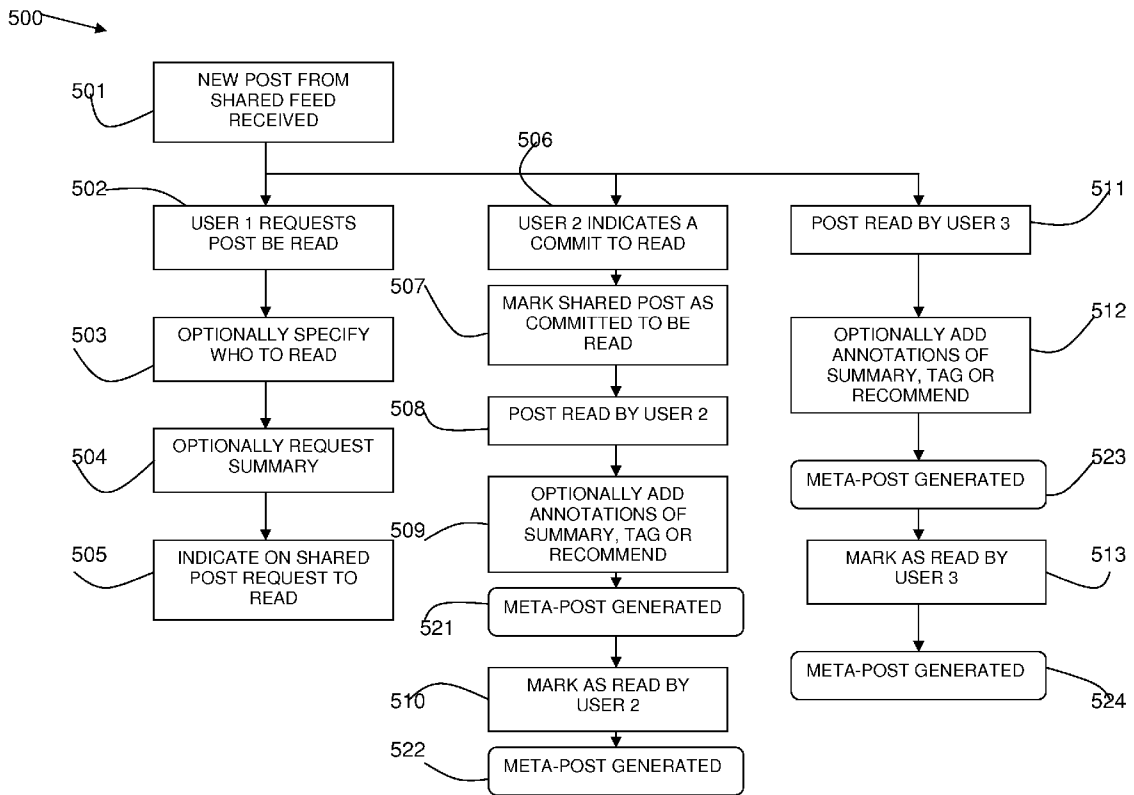 500
501
NEW POST FROM
SHARED FEED
RECEIVED
502
USER 1 REQUESTS
POST BE READ
503
OPTIONALLY SPECIFY
WHO TO READ
504
OPTIONALLY REQUEST
SUMMARY
505
INDICATE ON SHARED
POST REQUEST TO
READ
506
USER 2 INDICATES A
COMMIT TO READ
507
MARK SHARED POST AS
COMMITTED TO BE
READ
508
POST READ BY USER 2
509
OPTIONALLY ADD
ANNOTATIONS OF
SUMMARY, TAG OR
RECOMMEND
521
META-POST GENERATED
510
MARK AS READ BY
USER 2
522
META-POST GENERATED
511
POST READ BY USER 3
512
OPTIONALLY ADD
ANNOTATIONS OF
SUMMARY, TAG OR
RECOMMEND
523
META-POST GENERATED
513
MARK AS READ BY
USER 3
META-POST GENERATED
524